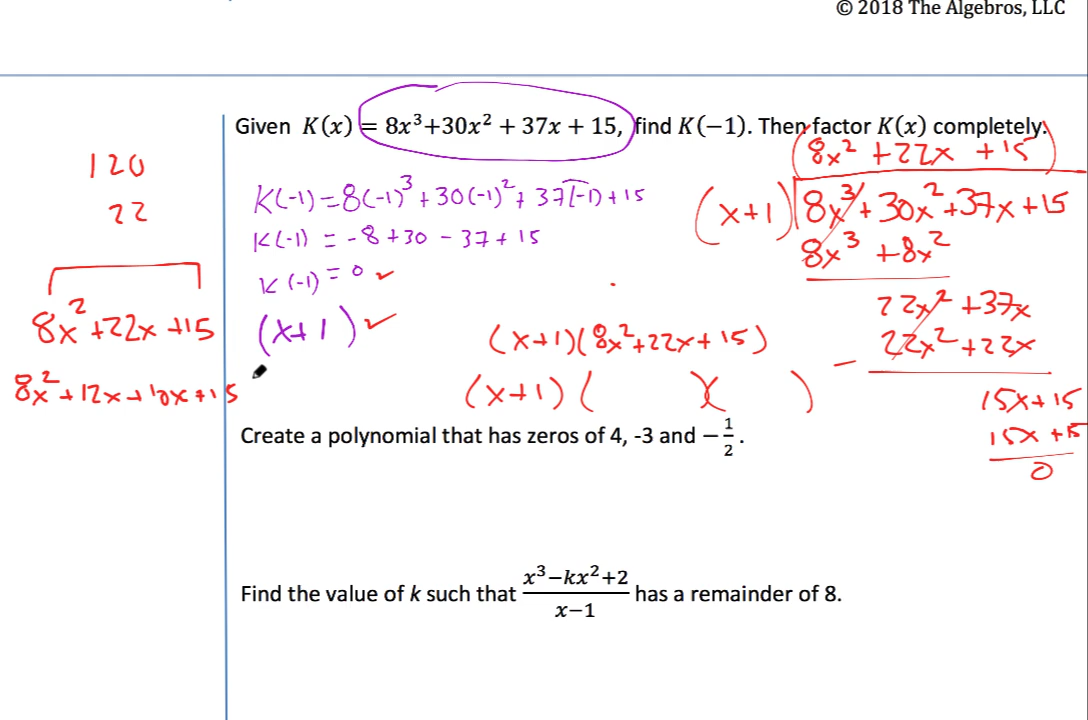 © 2018 The Algebros, LLC
Given K(x) = 8x³+30x² + 37x + 15, find K(−1). Then factor K(x) completely.
120
22
8x²+22x+15
8x²+12x+10x+15
K(-1)=8(-1)³+30(-1)²+37(-1)+15
K(-1) = -8+30-37+15
K(-1) = 0 ✓
(x+1) ✓
(x+1)(8x²+22x+15)
(x+1)(      )(      )
(8x²+22x+15)
(x+1) 8x³+30x²+37x+15
8x³+8x²
22x²+37x
- 22x²+22x
15x+15
15x+15
0
Create a polynomial that has zeros of 4, -3 and −1/2.
Find the value of k such that (x³−kx²+2)/(x−1) has a remainder of 8.